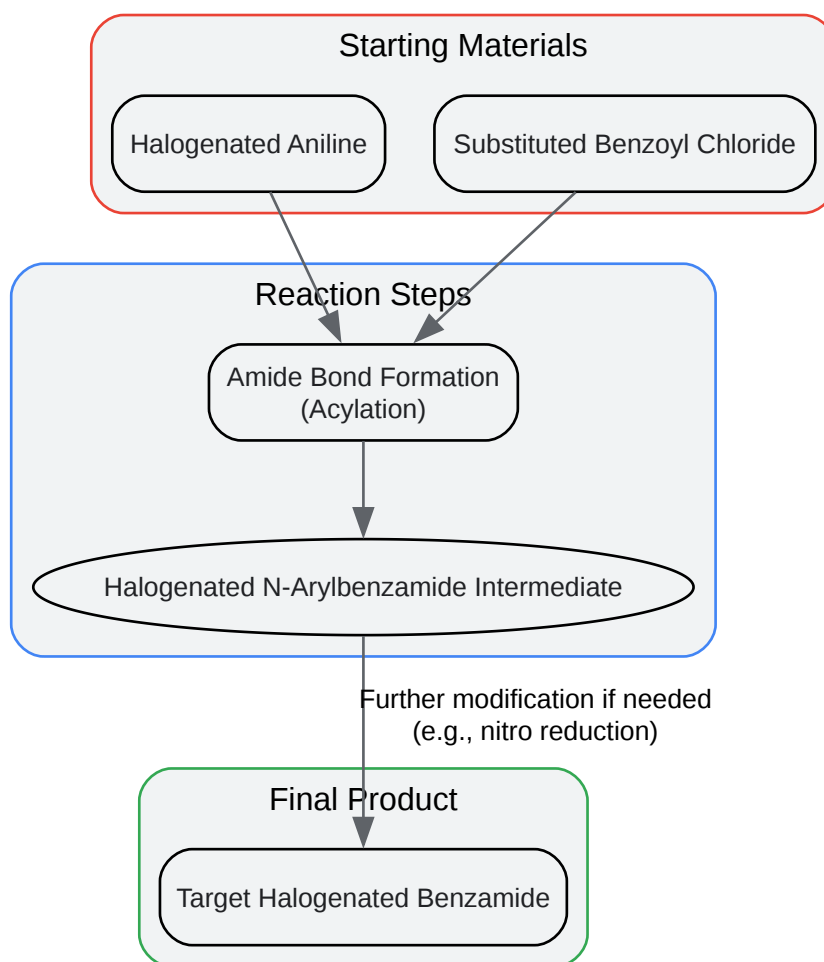 Starting Materials
Halogenated Aniline
Substituted Benzoyl Chloride
Reaction Steps
Amide Bond Formation
(Acylation)
Halogenated N-Arylbenzamide Intermediate
Further modification if needed
(e.g., nitro reduction)
Final Product
Target Halogenated Benzamide